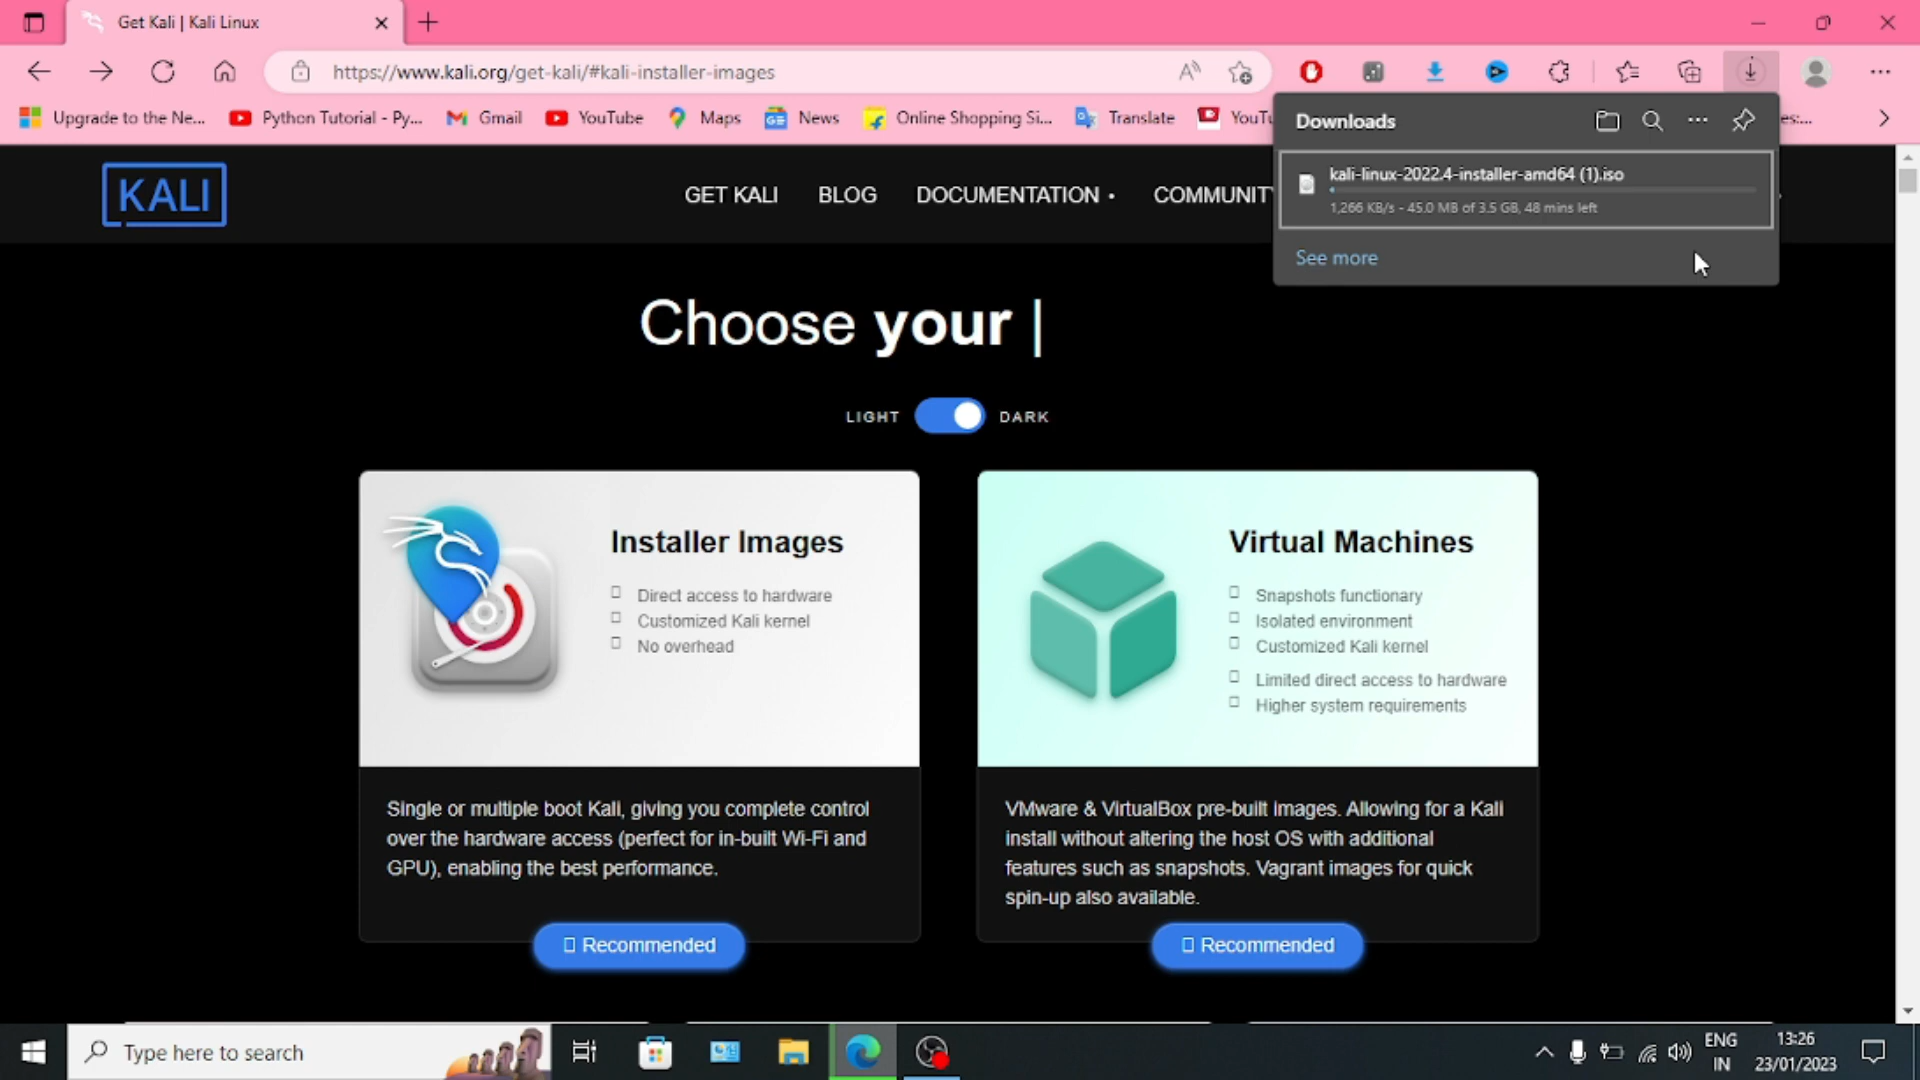 Get Kali | Kali Linux
https://www.kali.org/get-kali/#kali-installer-images
Upgrade to the Ne...
Python Tutorial - Py...
Gmail
YouTube
Maps
News
Online Shopping Si...
Translate
YouTu
es:...
Downloads
kali-linux-2022.4-installer-amd64 (1).iso
1,266 KB/s - 45.0 MB of 3.5 GB, 48 mins left
See more
KALI
GET KALI
BLOG
DOCUMENTATION
COMMUNITY
Choose your |
LIGHT
DARK
Installer Images
Direct access to hardware
Customized Kali kernel
No overhead
Single or multiple boot Kali, giving you complete control
over the hardware access (perfect for in-built Wi-Fi and
GPU), enabling the best performance.
Recommended
Virtual Machines
Snapshots functionary
Isolated environment
Customized Kali kernel
Limited direct access to hardware
Higher system requirements
VMware & VirtualBox pre-built images. Allowing for a Kali
install without altering the host OS with additional
features such as snapshots. Vagrant images for quick
spin-up also available.
Recommended
Type here to search
ENG
IN
13:26
23/01/2023